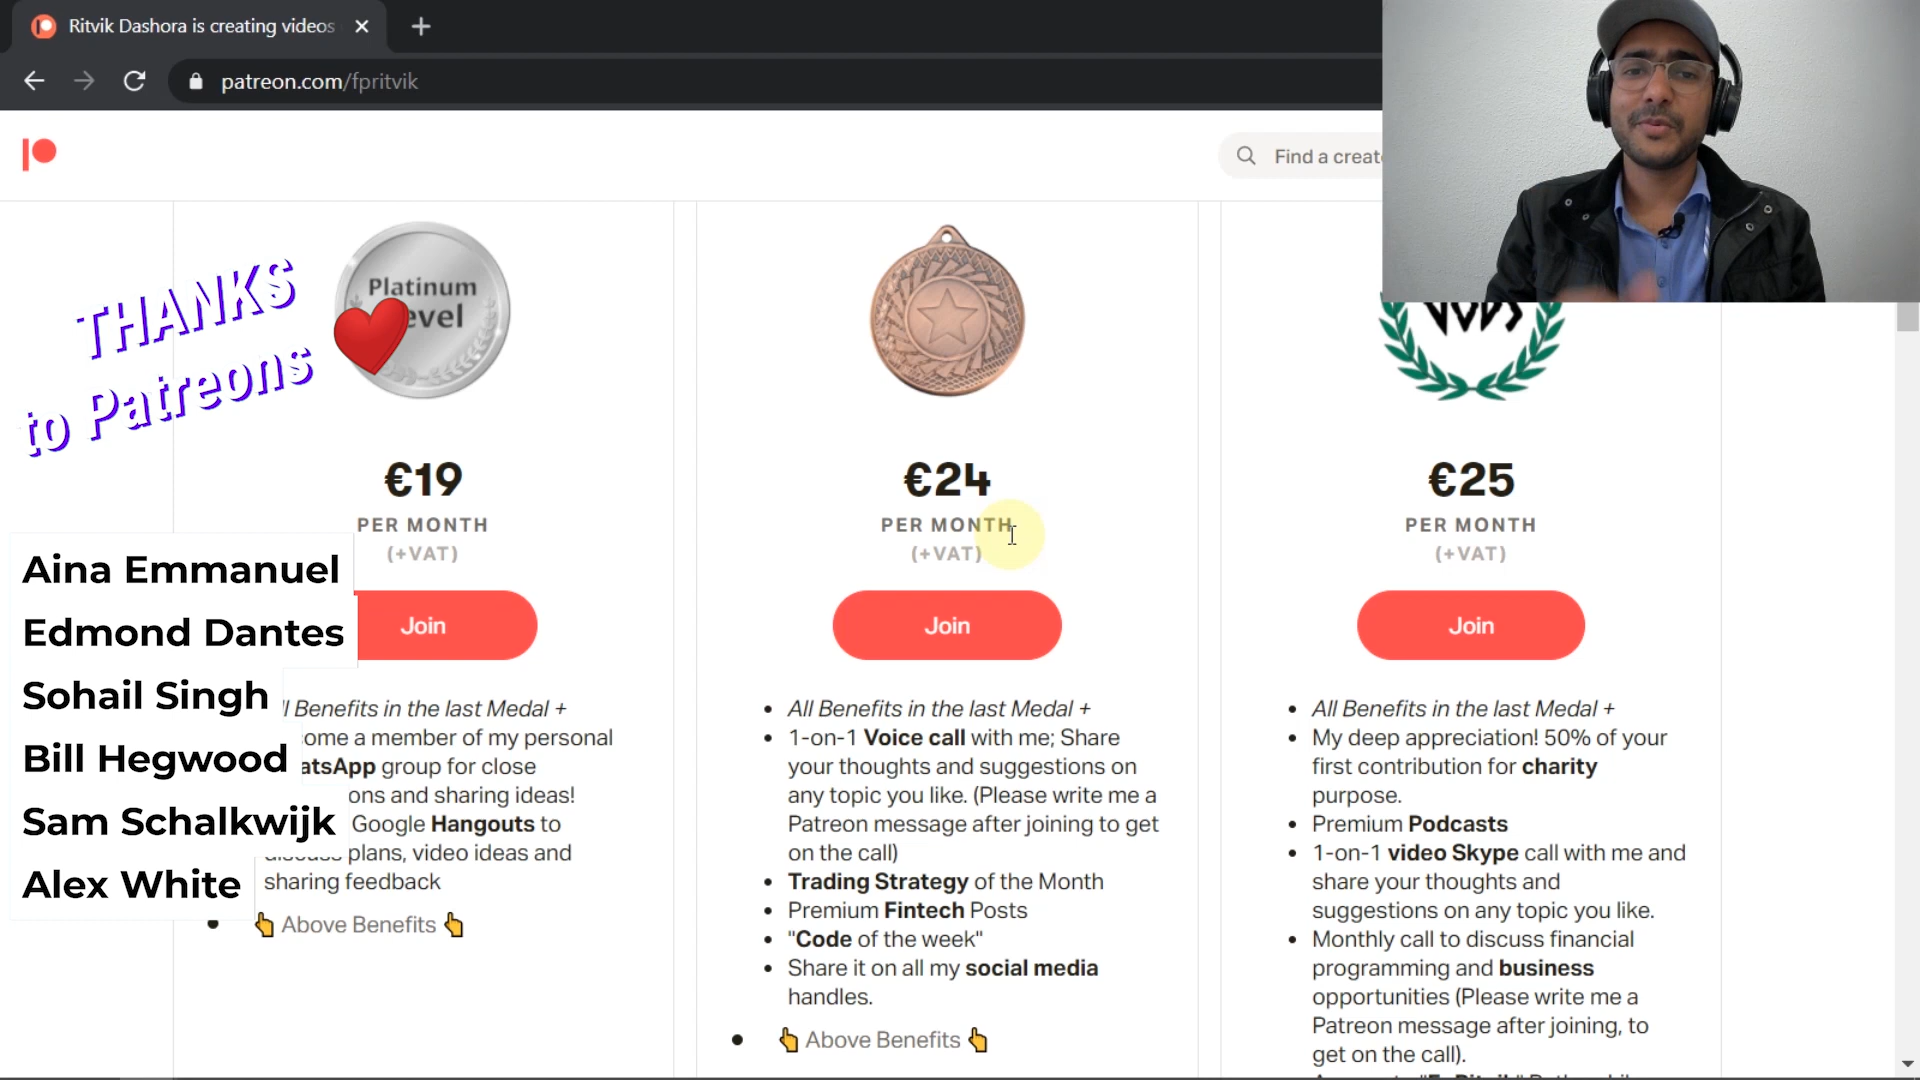 Ritvik Dashora is creating videos
patreon.com/fpritvik
Find a create
THANKS
to Patreons
Platinum
evel
€19
PER MONTH
(+VAT)
Join
Aina Emmanuel
Edmond Dantes
Sohail Singh
Bill Hegwood
Sam Schalkwijk
Alex White
l Benefits in the last Medal +
ome a member of my personal
atsApp group for close
ons and sharing ideas!
Google Hangouts to
discuss plans, video ideas and
sharing feedback
Above Benefits
€24
PER MONTH
(+VAT)
Join
All Benefits in the last Medal +
1-on-1 Voice call with me; Share
your thoughts and suggestions on
any topic you like. (Please write me a
Patreon message after joining to get
on the call)
Trading Strategy of the Month
Premium Fintech Posts
"Code of the week"
Share it on all my social media
handles.
Above Benefits
€25
PER MONTH
(+VAT)
Join
All Benefits in the last Medal +
My deep appreciation! 50% of your
first contribution for charity
purpose.
Premium Podcasts
1-on-1 video Skype call with me and
share your thoughts and
suggestions on any topic you like.
Monthly call to discuss financial
programming and business
opportunities (Please write me a
Patreon message after joining, to
get on the call).